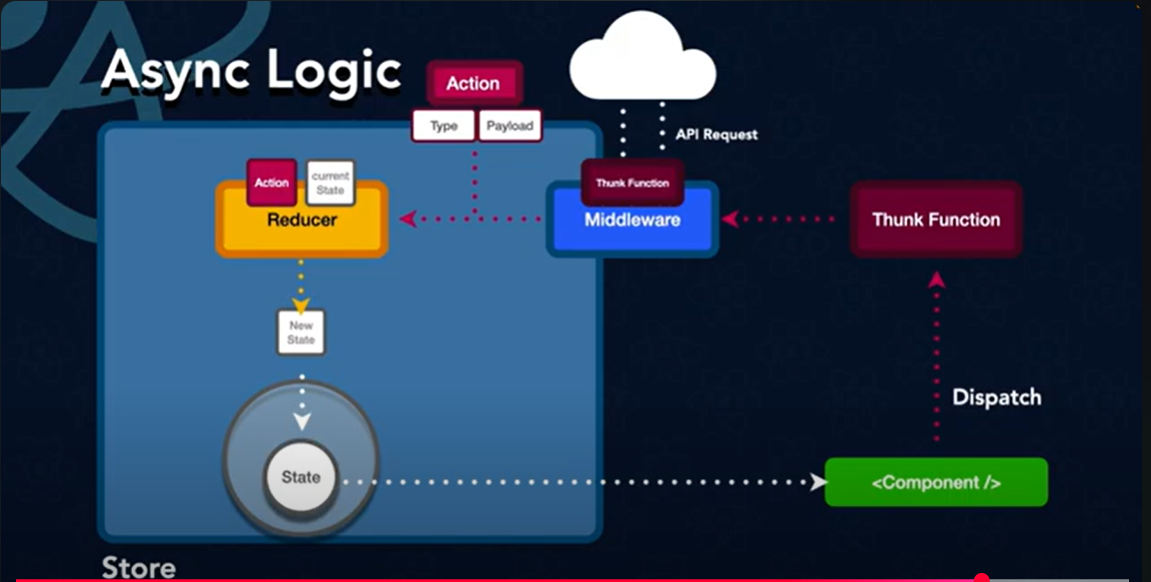 Async Logic
Action
Type
Payload
API Request
Action
current
State
Reducer
Thunk Function
Middleware
Thunk Function
New
State
Dispatch
State
<Component />
Store